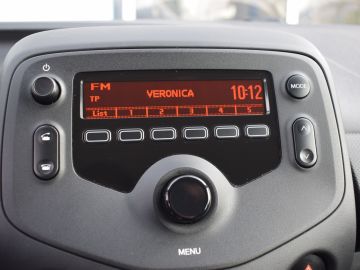 FM
TP VERONICA 10:12
List 1 2 3 4 5
MODE
MENU